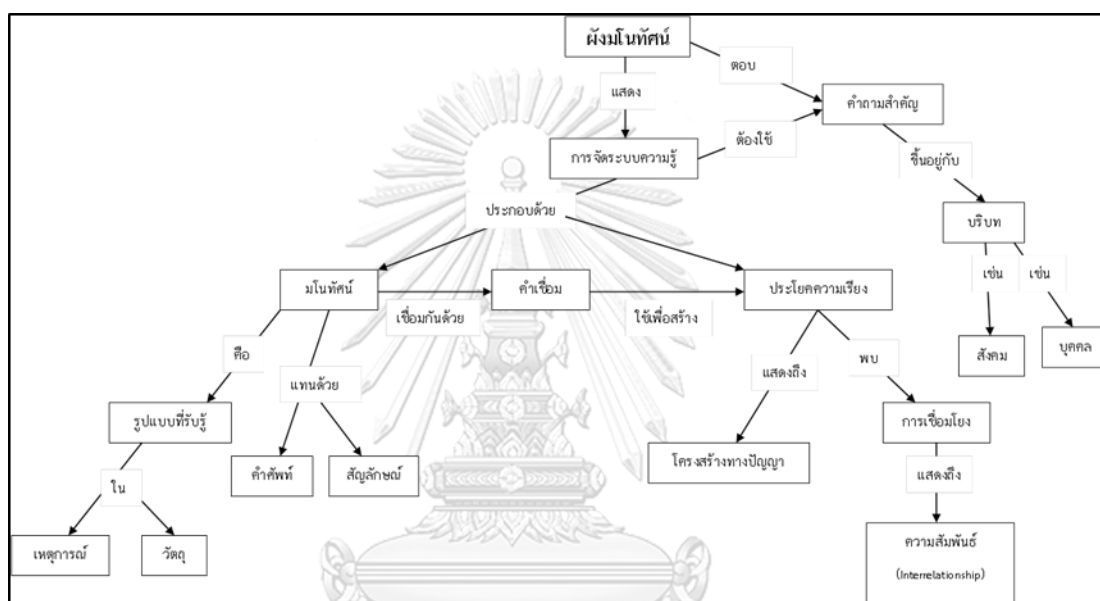 ผังมโนทัศน์
ตอบ
แสดง
คำถามสำคัญ
ต้องใช้
การจัดระบบความรู้
ขึ้นอยู่กับ
ประกอบด้วย
บริบท
เช่น
เช่น
มโนทัศน์
คำเชื่อม
ประโยคความเรียง
เชื่อมกันด้วย
ใช้เพื่อสร้าง
สังคม
บุคคล
คือ
แทนด้วย
แสดงถึง
พบ
รูปแบบที่รับรู้
การเชื่อมโยง
คำศัพท์
สัญลักษณ์
โครงสร้างทางปัญญา
ใน
แสดงถึง
เหตุการณ์
วัตถุ
ความสัมพันธ์
(Interrelationship)